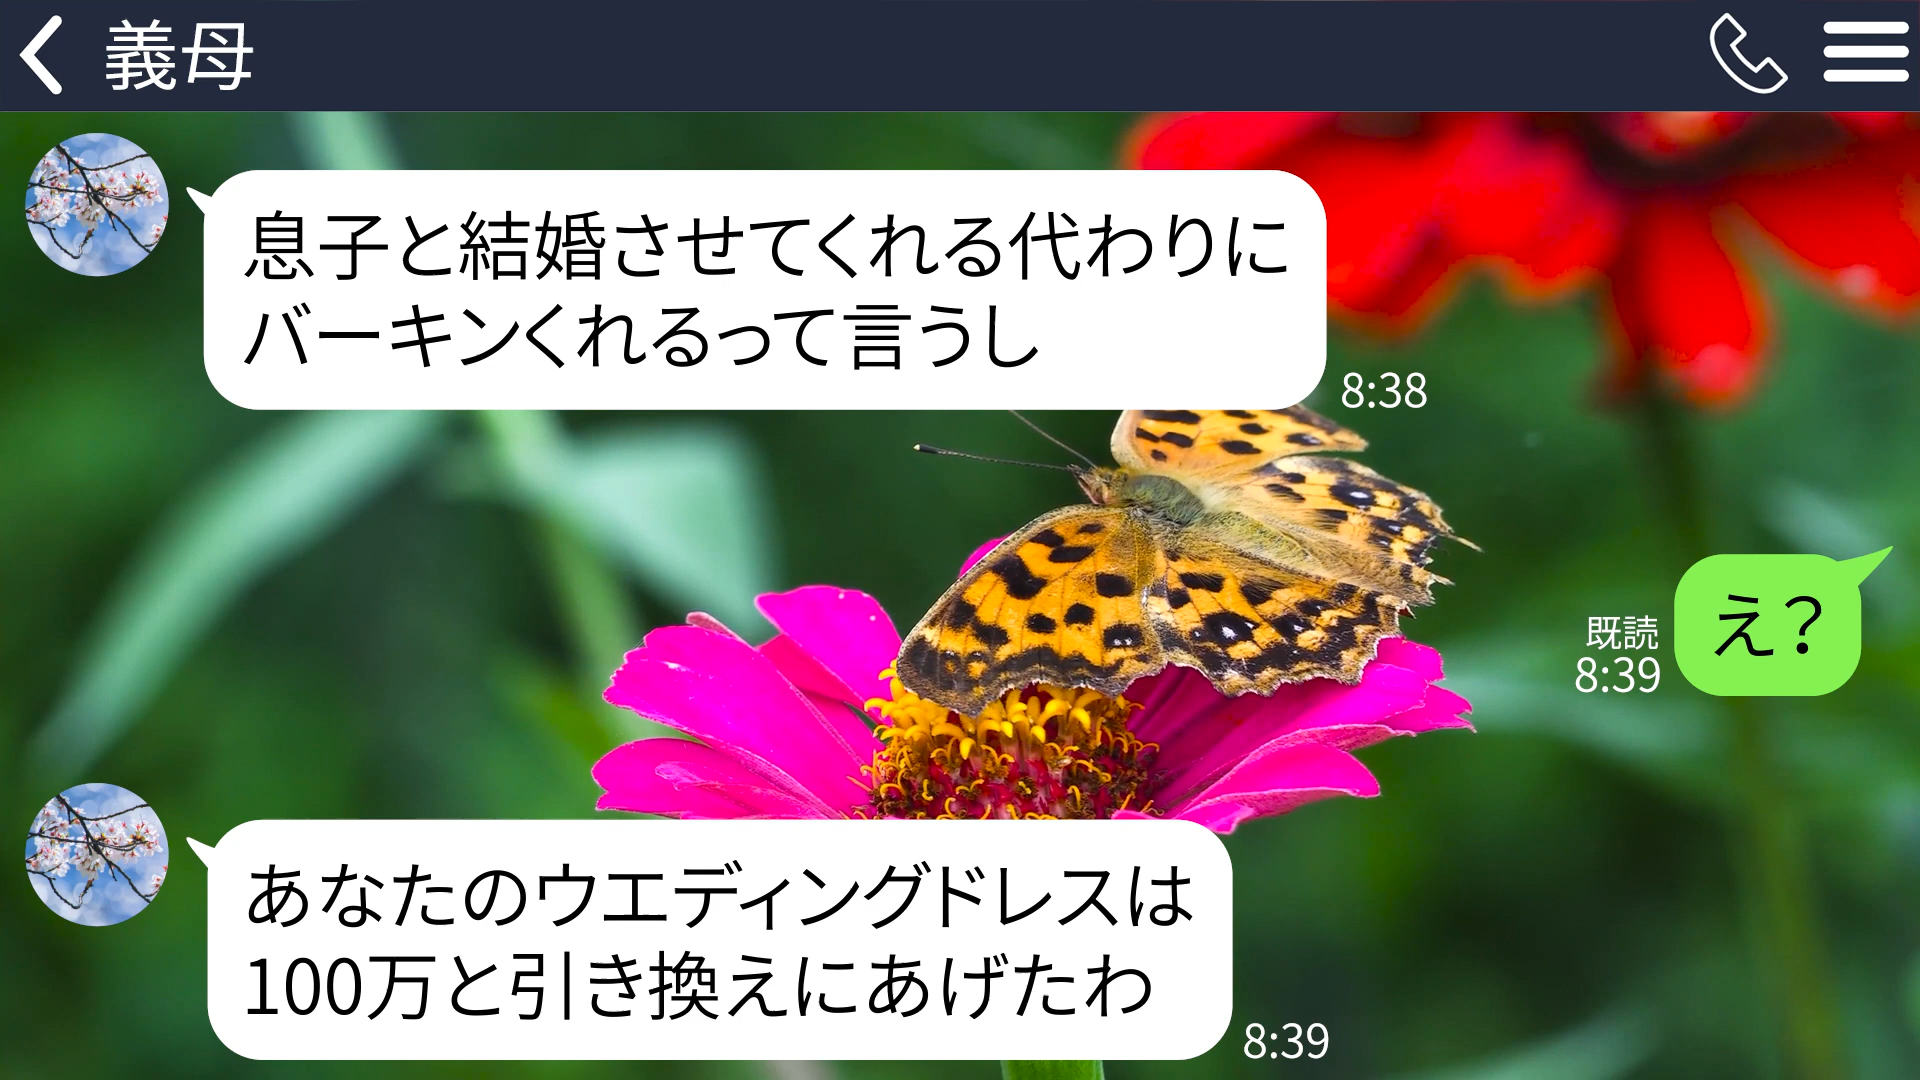 義母
息子と結婚させてくれる代わりに
バーキンくれるって言うし
8:38
え？
既読
8:39
あなたのウエディングドレスは
100万と引き換えにあげたわ
8:39